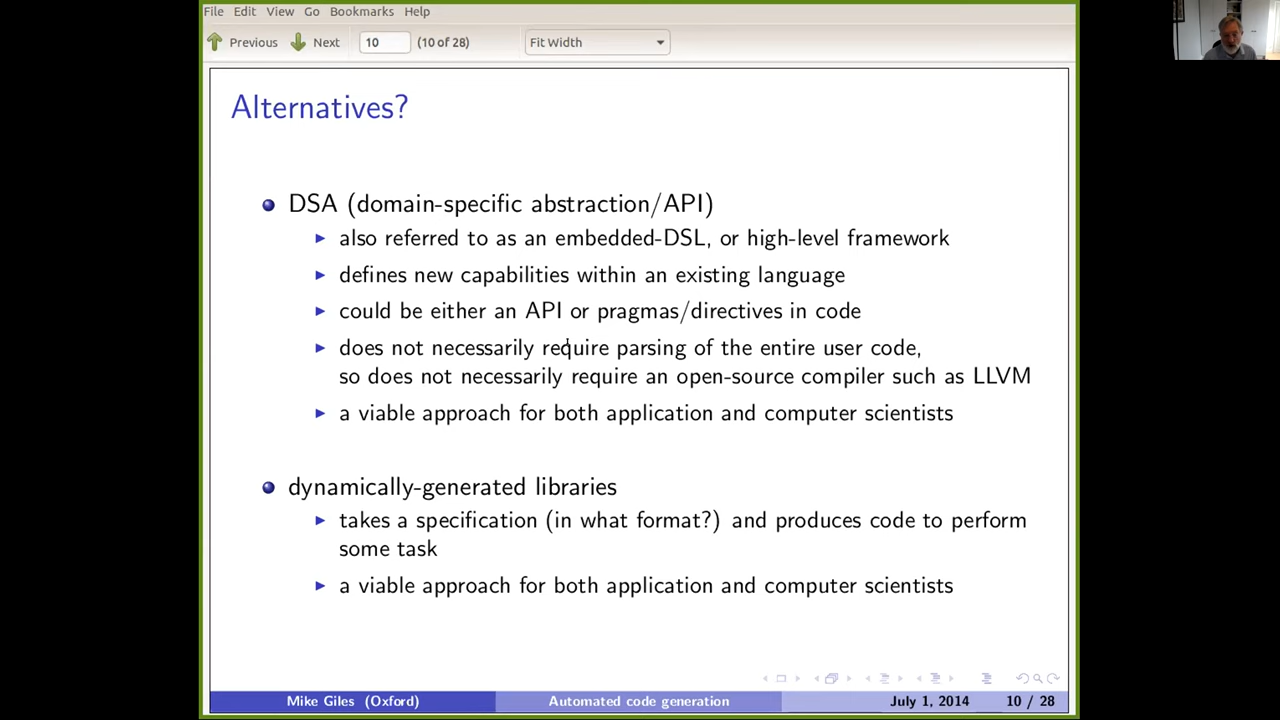 File Edit View Go Bookmarks Help
Previous Next 10 (10 of 28) Fit Width
Alternatives?
DSA (domain-specific abstraction/API)
also referred to as an embedded-DSL, or high-level framework
defines new capabilities within an existing language
could be either an API or pragmas/directives in code
does not necessarily require parsing of the entire user code,
so does not necessarily require an open-source compiler such as LLVM
a viable approach for both application and computer scientists
dynamically-generated libraries
takes a specification (in what format?) and produces code to perform
some task
a viable approach for both application and computer scientists
Mike Giles (Oxford) Automated code generation July 1, 2014 10 / 28